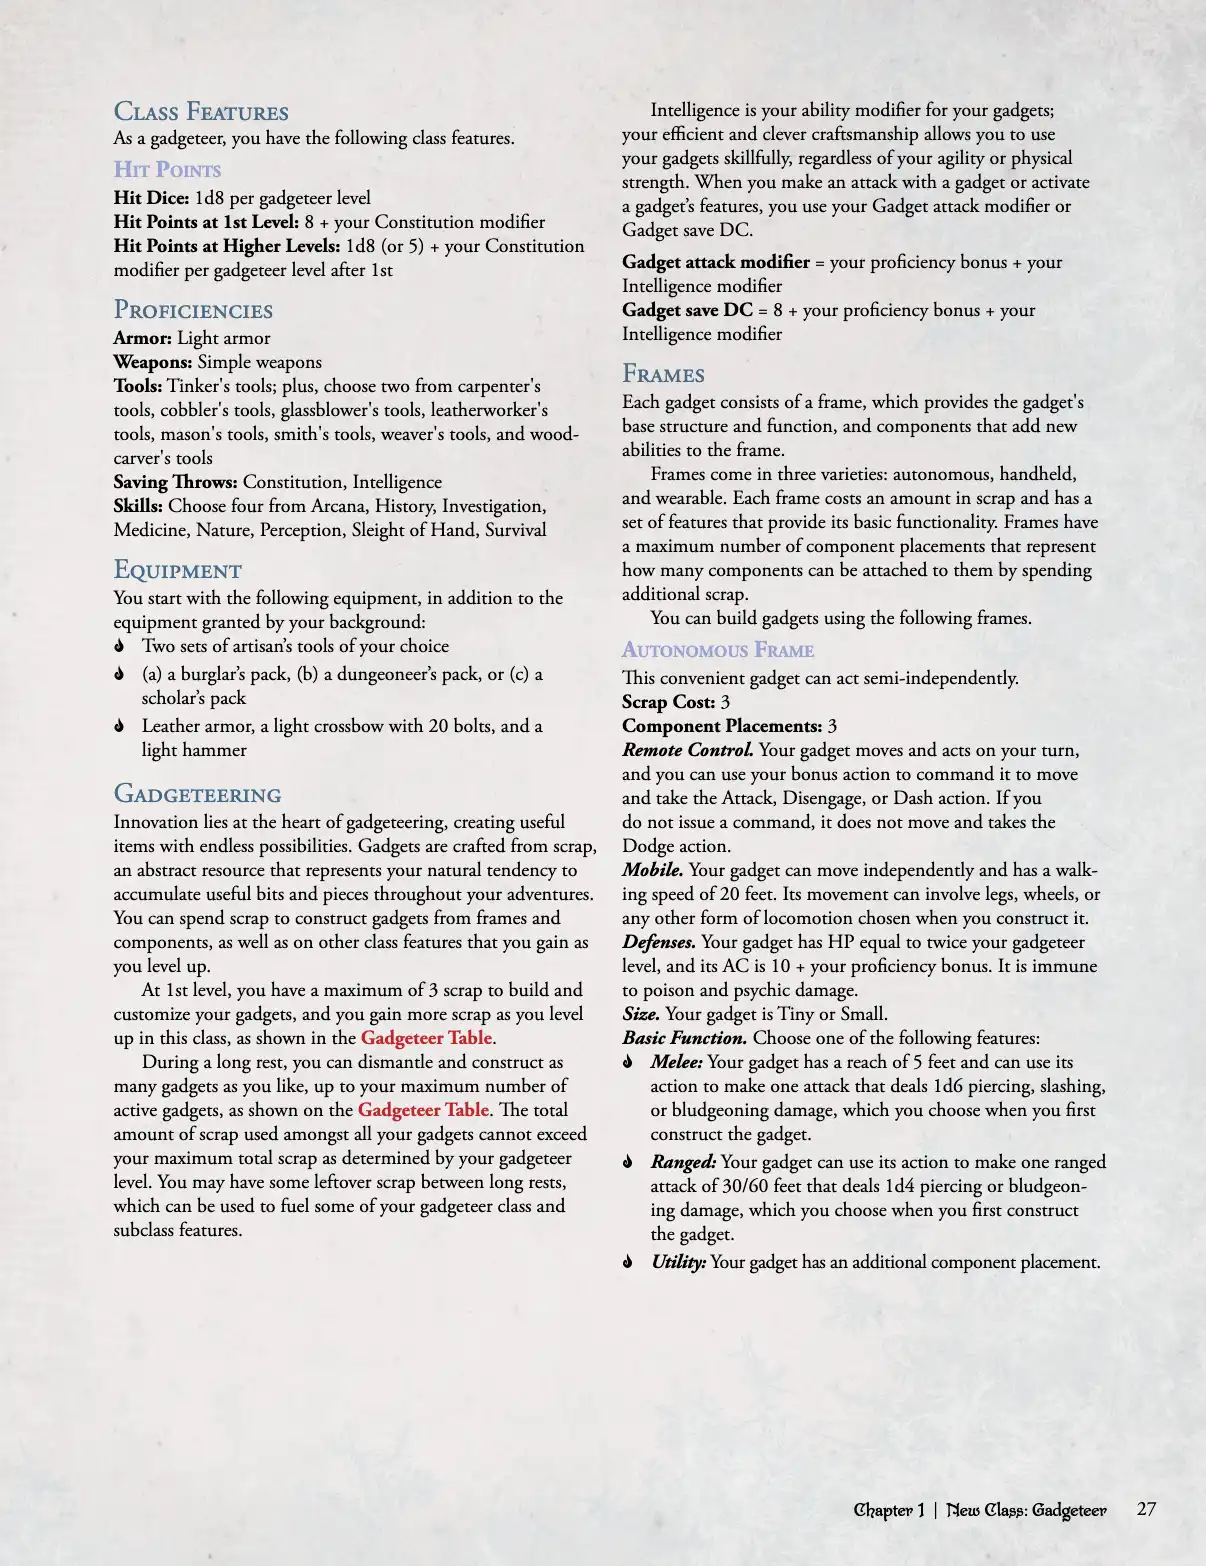 Class Features
As a gadgeteer, you have the following class features.
Hit Points
Hit Dice: 1d8 per gadgeteer level
Hit Points at 1st Level: 8 + your Constitution modifier
Hit Points at Higher Levels: 1d8 (or 5) + your Constitution
modifier per gadgeteer level after 1st
Proficiencies
Armor: Light armor
Weapons: Simple weapons
Tools: Tinker's tools; plus, choose two from carpenter's
tools, cobbler's tools, glassblower's tools, leatherworker's
tools, mason's tools, smith's tools, weaver's tools, and wood-
carver's tools
Saving Throws: Constitution, Intelligence
Skills: Choose four from Arcana, History, Investigation,
Medicine, Nature, Perception, Sleight of Hand, Survival
Equipment
You start with the following equipment, in addition to the
equipment granted by your background:
Two sets of artisan’s tools of your choice
(a) a burglar’s pack, (b) a dungeoneer’s pack, or (c) a
scholar’s pack
Leather armor, a light crossbow with 20 bolts, and a
light hammer
Gadgeteering
Innovation lies at the heart of gadgeteering, creating useful
items with endless possibilities. Gadgets are crafted from scrap,
an abstract resource that represents your natural tendency to
accumulate useful bits and pieces throughout your adventures.
You can spend scrap to construct gadgets from frames and
components, as well as on other class features that you gain as
you level up.
At 1st level, you have a maximum of 3 scrap to build and
customize your gadgets, and you gain more scrap as you level
up in this class, as shown in the Gadgeteer Table.
During a long rest, you can dismantle and construct as
many gadgets as you like, up to your maximum number of
active gadgets, as shown on the Gadgeteer Table. The total
amount of scrap used amongst all your gadgets cannot exceed
your maximum total scrap as determined by your gadgeteer
level. You may have some leftover scrap between long rests,
which can be used to fuel some of your gadgeteer class and
subclass features.
Intelligence is your ability modifier for your gadgets;
your efficient and clever craftsmanship allows you to use
your gadgets skillfully, regardless of your agility or physical
strength. When you make an attack with a gadget or activate
a gadget’s features, you use your Gadget attack modifier or
Gadget save DC.
Gadget attack modifier = your proficiency bonus + your
Intelligence modifier
Gadget save DC = 8 + your proficiency bonus + your
Intelligence modifier
Frames
Each gadget consists of a frame, which provides the gadget's
base structure and function, and components that add new
abilities to the frame.
Frames come in three varieties: autonomous, handheld,
and wearable. Each frame costs an amount in scrap and has a
set of features that provide its basic functionality. Frames have
a maximum number of component placements that represent
how many components can be attached to them by spending
additional scrap.
You can build gadgets using the following frames.
Autonomous Frame
This convenient gadget can act semi-independently.
Scrap Cost: 3
Component Placements: 3
Remote Control. Your gadget moves and acts on your turn,
and you can use your bonus action to command it to move
and take the Attack, Disengage, or Dash action. If you
do not issue a command, it does not move and takes the
Dodge action.
Mobile. Your gadget can move independently and has a walk-
ing speed of 20 feet. Its movement can involve legs, wheels, or
any other form of locomotion chosen when you construct it.
Defenses. Your gadget has HP equal to twice your gadgeteer
level, and its AC is 10 + your proficiency bonus. It is immune
to poison and psychic damage.
Size. Your gadget is Tiny or Small.
Basic Function. Choose one of the following features:
Melee: Your gadget has a reach of 5 feet and can use its
action to make one attack that deals 1d6 piercing, slashing,
or bludgeoning damage, which you choose when you first
construct the gadget.
Ranged: Your gadget can use its action to make one ranged
attack of 30/60 feet that deals 1d4 piercing or bludgeon-
ing damage, which you choose when you first construct
the gadget.
Utility: Your gadget has an additional component placement.
Chapter 1 | New Class: Gadgeteer 27